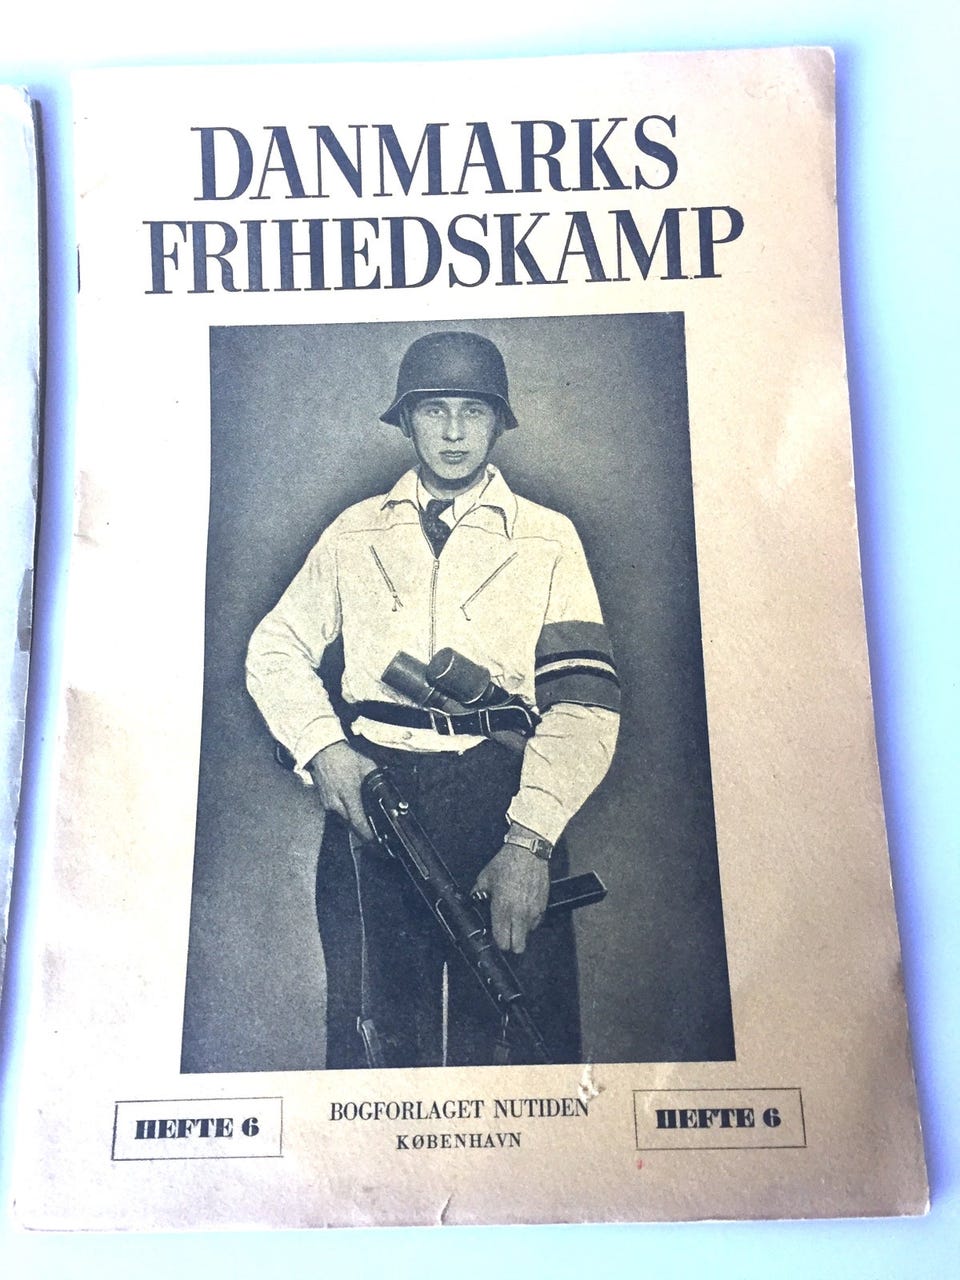 DANMARKS
FRIHEDSKAMP
HEFTE 6
BOGFORLAGET NUTIDEN
KØBENHAVN
HEFTE 6